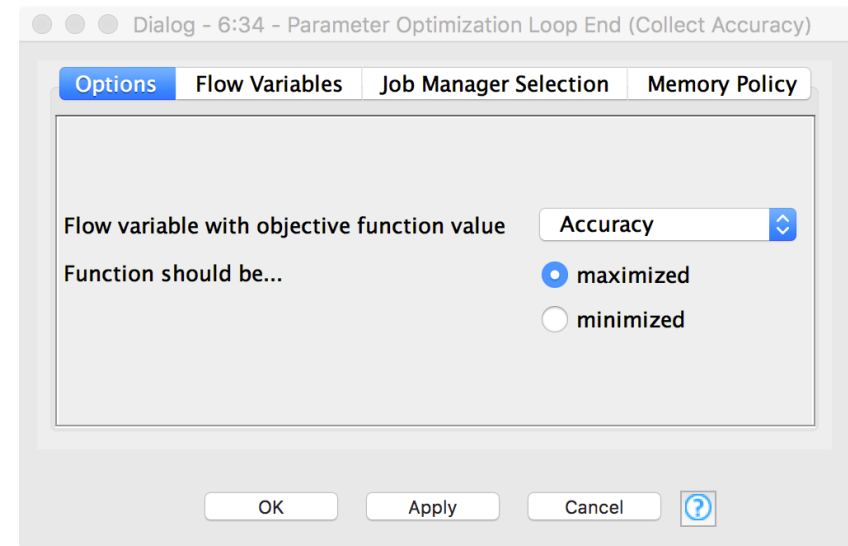 Dialog - 6:34 - Parameter Optimization Loop End (Collect Accuracy)
Options Flow Variables Job Manager Selection Memory Policy
Flow variable with objective function value Accuracy
Function should be... maximized
minimized
OK Apply Cancel ?